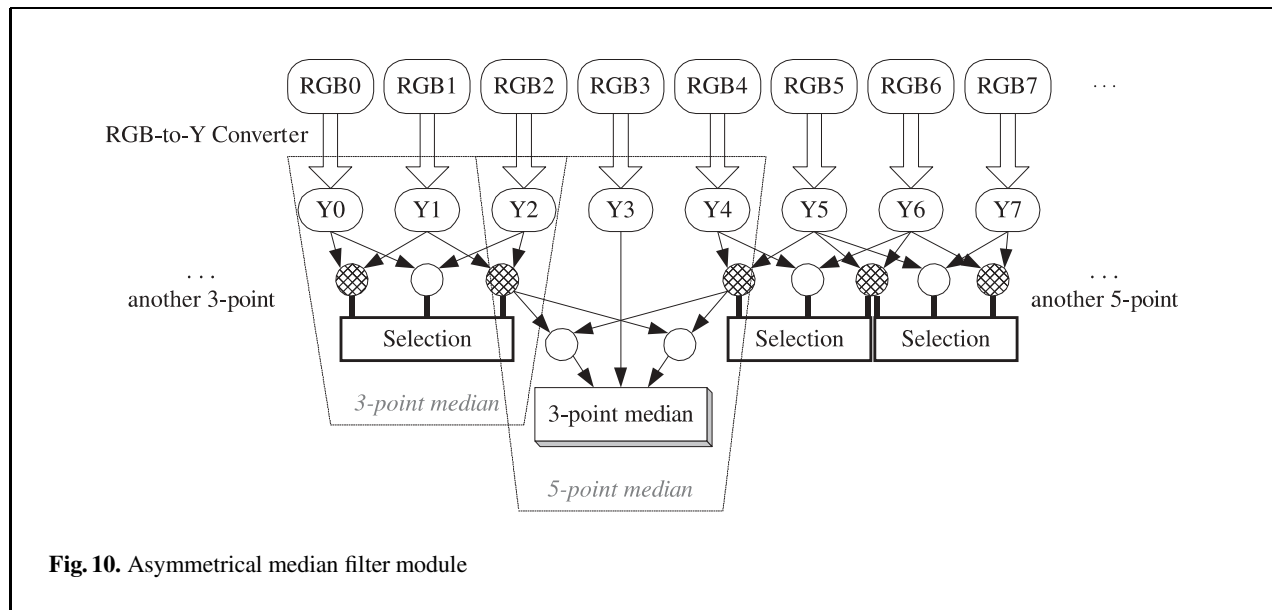 RGB0 RGB1 RGB2 RGB3 RGB4 RGB5 RGB6 RGB7 ...
RGB-to-Y Converter
Y0 Y1 Y2 Y3 Y4 Y5 Y6 Y7
...
another 3-point
...
another 5-point
Selection
Selection
Selection
3-point median
3-point median
5-point median
Fig. 10. Asymmetrical median filter module